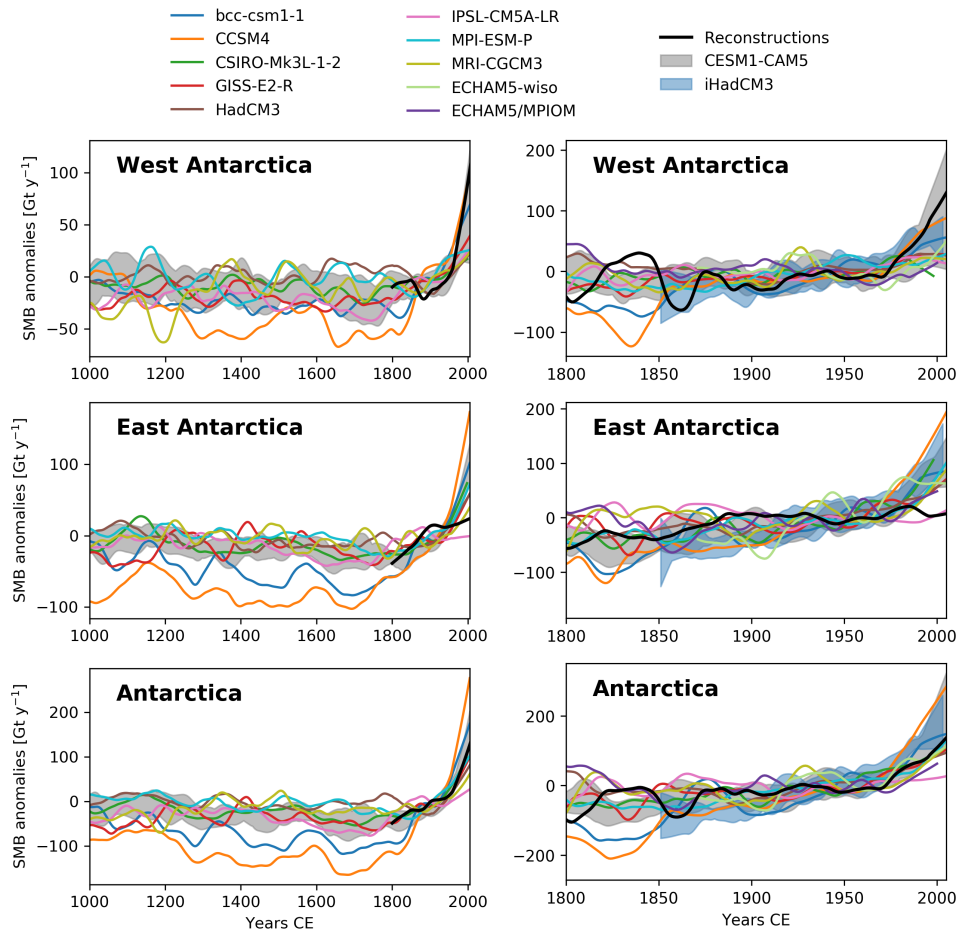 bcc-csm1-1
CCSM4
CSIRO-Mk3L-1-2
GISS-E2-R
HadCM3
IPSL-CM5A-LR
MPI-ESM-P
MRI-CGCM3
ECHAM5-wiso
ECHAM5/MPIOM
Reconstructions
CESM1-CAM5
iHadCM3
West Antarctica
SMB anomalies [Gt y⁻¹]
100
50
0
−50
1000 1200 1400 1600 1800 2000
West Antarctica
200
100
0
−100
1800 1850 1900 1950 2000
East Antarctica
SMB anomalies [Gt y⁻¹]
100
0
−100
1000 1200 1400 1600 1800 2000
East Antarctica
200
100
0
−100
1800 1850 1900 1950 2000
Antarctica
SMB anomalies [Gt y⁻¹]
200
100
0
−100
1000 1200 1400 1600 1800 2000
Years CE
Antarctica
200
0
−200
1800 1850 1900 1950 2000
Years CE